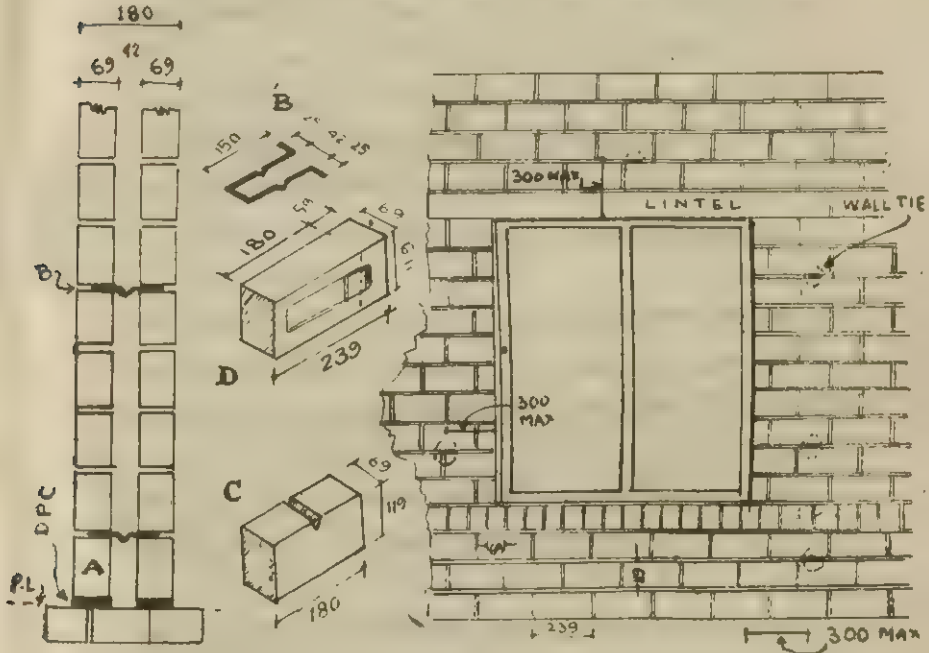 180
42
69 69
B
150
42 25
300 MAX
LINTEL
WALL TIE
59
69
180
B
D
239
300
MAX
C
69
119
DPC
A
P.L
180
B
239
300 MAX